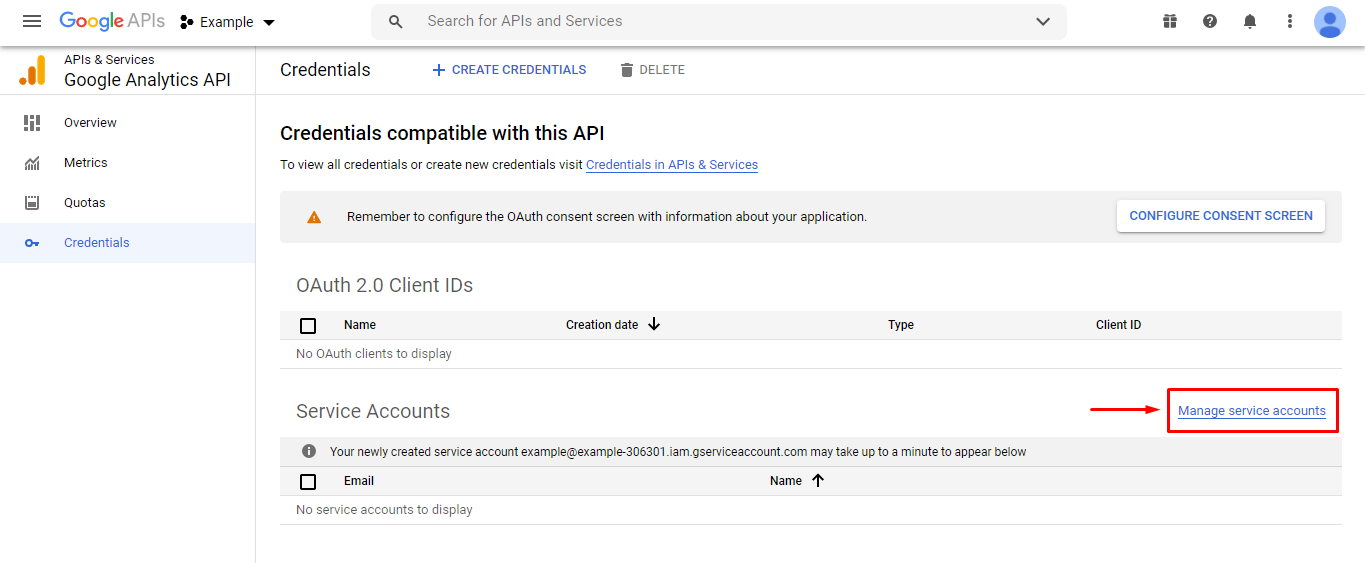 Google APIs Example Search for APIs and Services
APIs & Services
Google Analytics API
Credentials CREATE CREDENTIALS DELETE
Overview
Metrics
Quotas
Credentials
Credentials compatible with this API
To view all credentials or create new credentials visit Credentials in APIs & Services
Remember to configure the OAuth consent screen with information about your application. CONFIGURE CONSENT SCREEN
OAuth 2.0 Client IDs
Name Creation date Type Client ID
No OAuth clients to display
Service Accounts Manage service accounts
Your newly created service account example@example-306301.iam.gserviceaccount.com may take up to a minute to appear below
Email Name
No service accounts to display